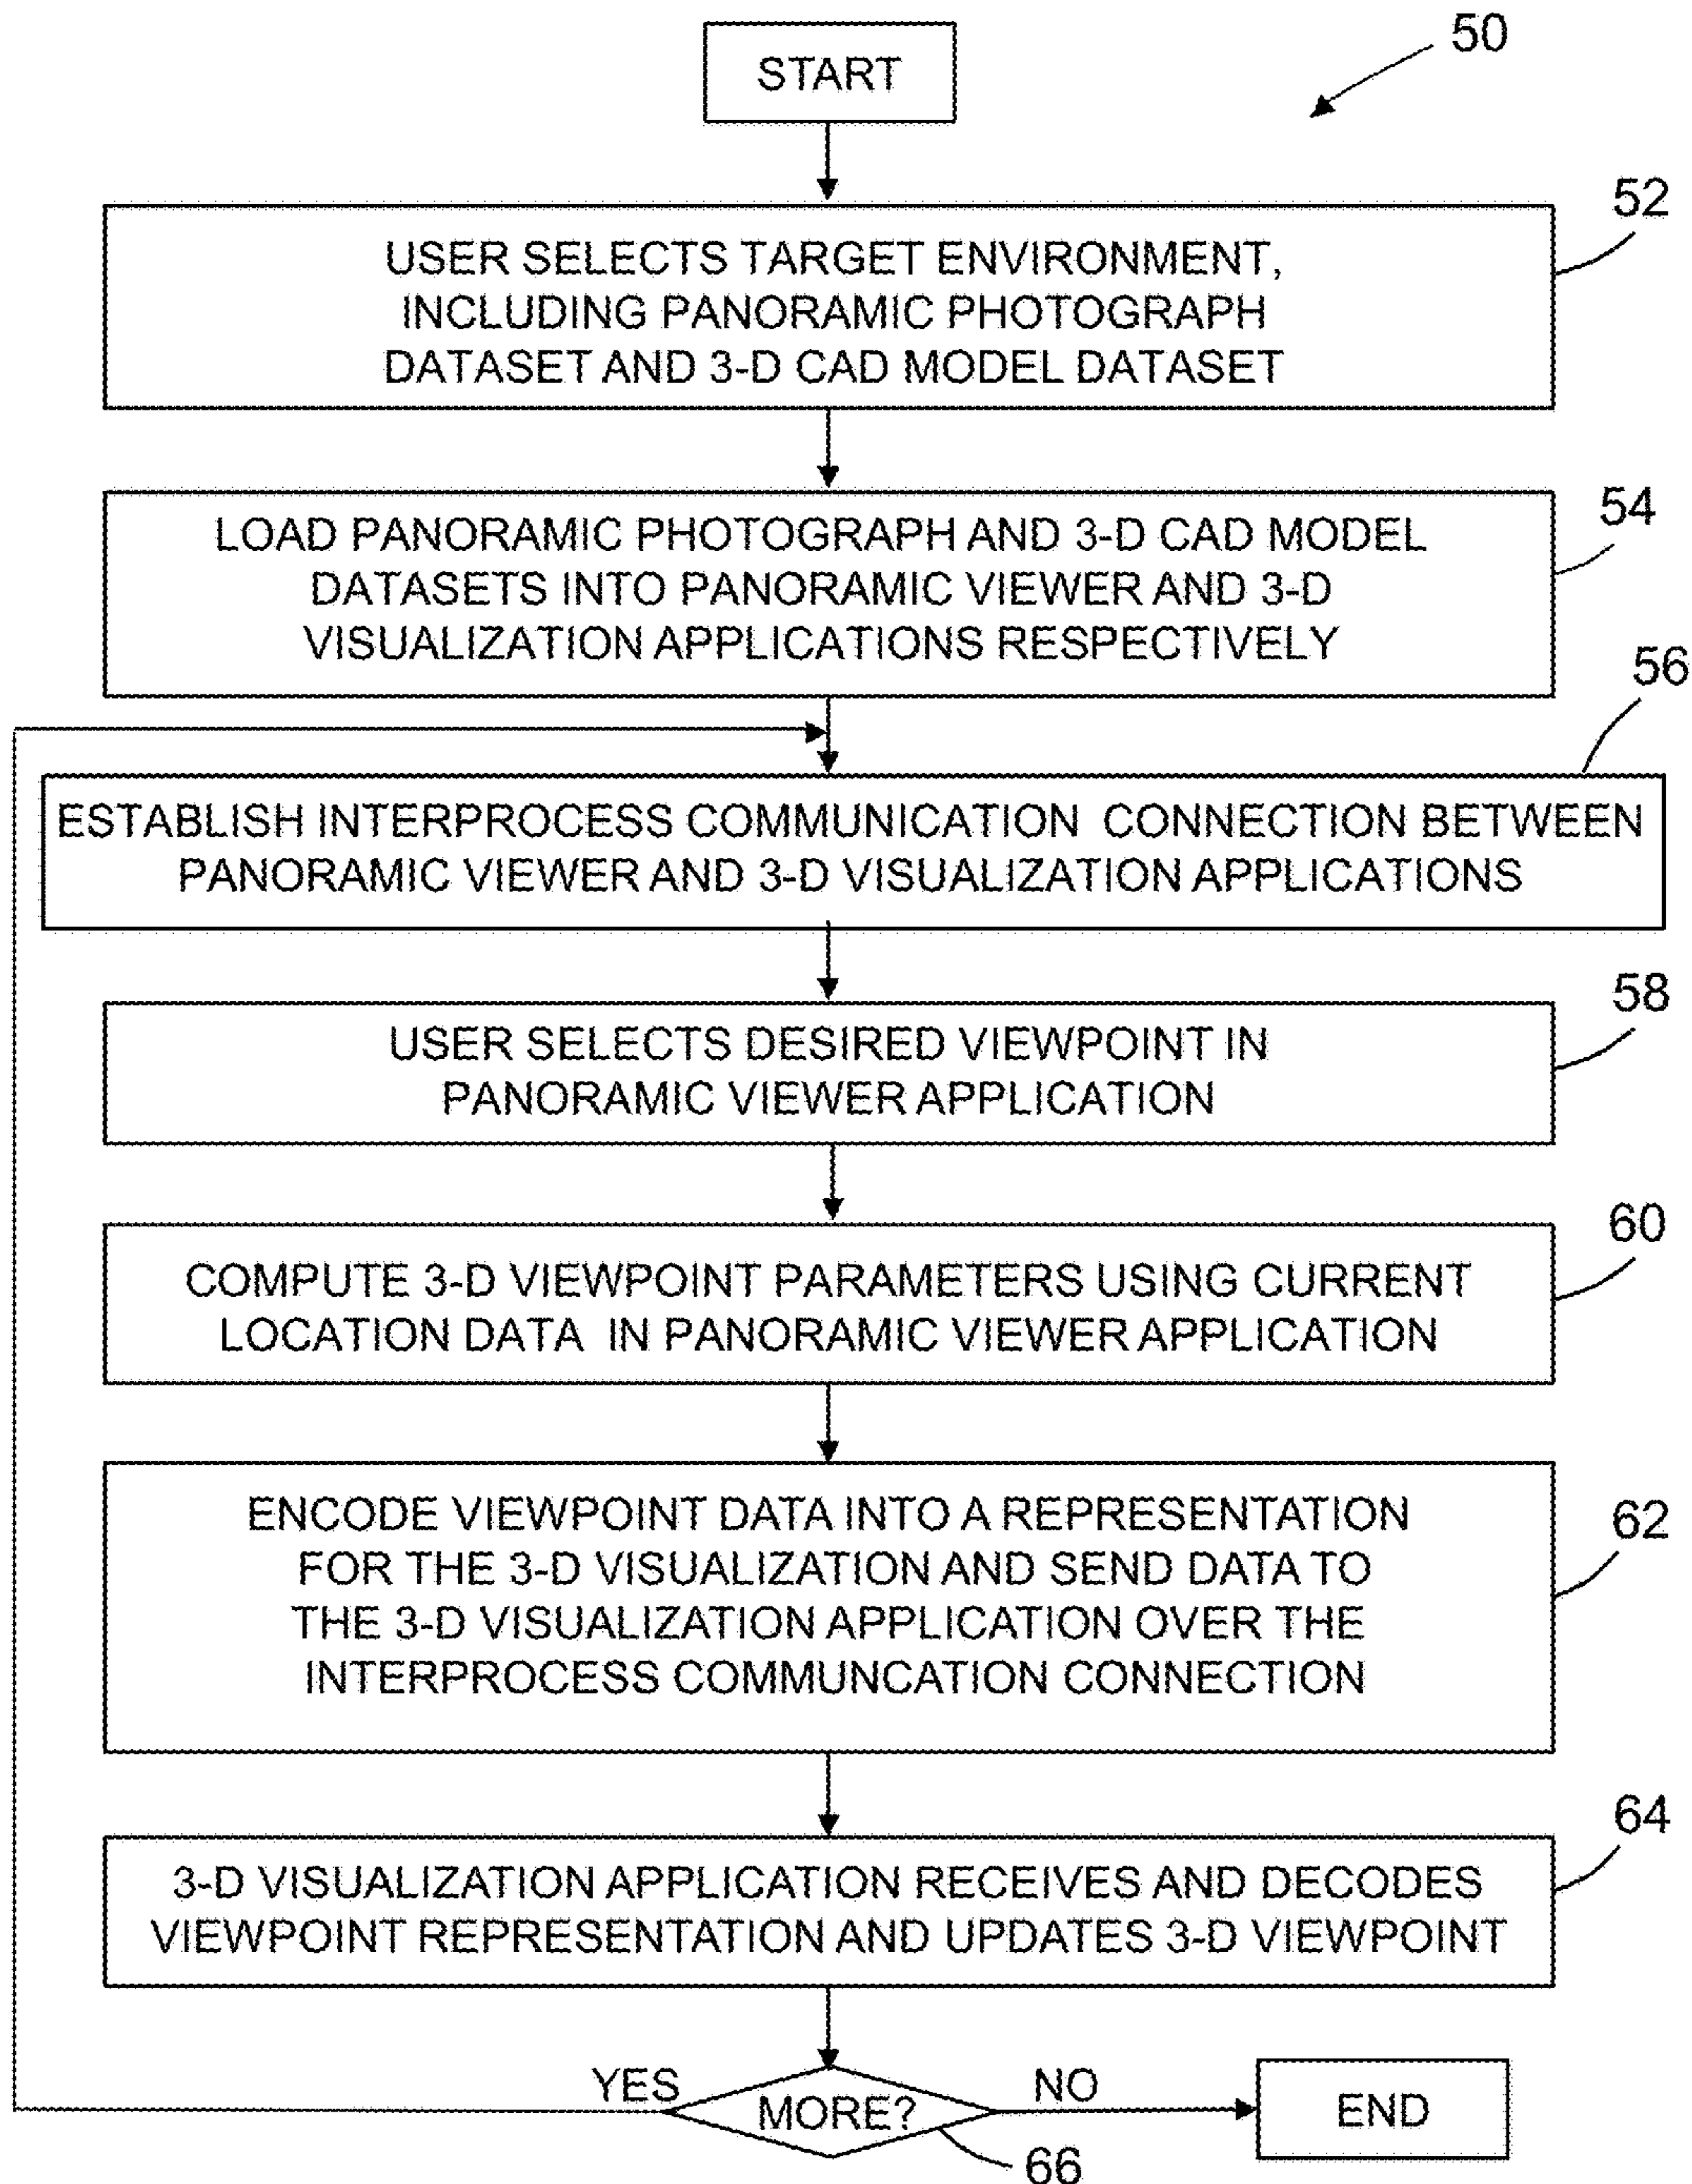 START
50
52
USER SELECTS TARGET ENVIRONMENT,
INCLUDING PANORAMIC PHOTOGRAPH
DATASET AND 3-D CAD MODEL DATASET
54
LOAD PANORAMIC PHOTOGRAPH AND 3-D CAD MODEL
DATASETS INTO PANORAMIC VIEWER AND 3-D
VISUALIZATION APPLICATIONS RESPECTIVELY
56
ESTABLISH INTERPROCESS COMMUNICATION CONNECTION BETWEEN
PANORAMIC VIEWER AND 3-D VISUALIZATION APPLICATIONS
58
USER SELECTS DESIRED VIEWPOINT IN
PANORAMIC VIEWER APPLICATION
60
COMPUTE 3-D VIEWPOINT PARAMETERS USING CURRENT
LOCATION DATA IN PANORAMIC VIEWER APPLICATION
62
ENCODE VIEWPOINT DATA INTO A REPRESENTATION
FOR THE 3-D VISUALIZATION AND SEND DATA TO
THE 3-D VISUALIZATION APPLICATION OVER THE
INTERPROCESS COMMUNCATION CONNECTION
64
3-D VISUALIZATION APPLICATION RECEIVES AND DECODES
VIEWPOINT REPRESENTATION AND UPDATES 3-D VIEWPOINT
YES
MORE?
NO
END
66